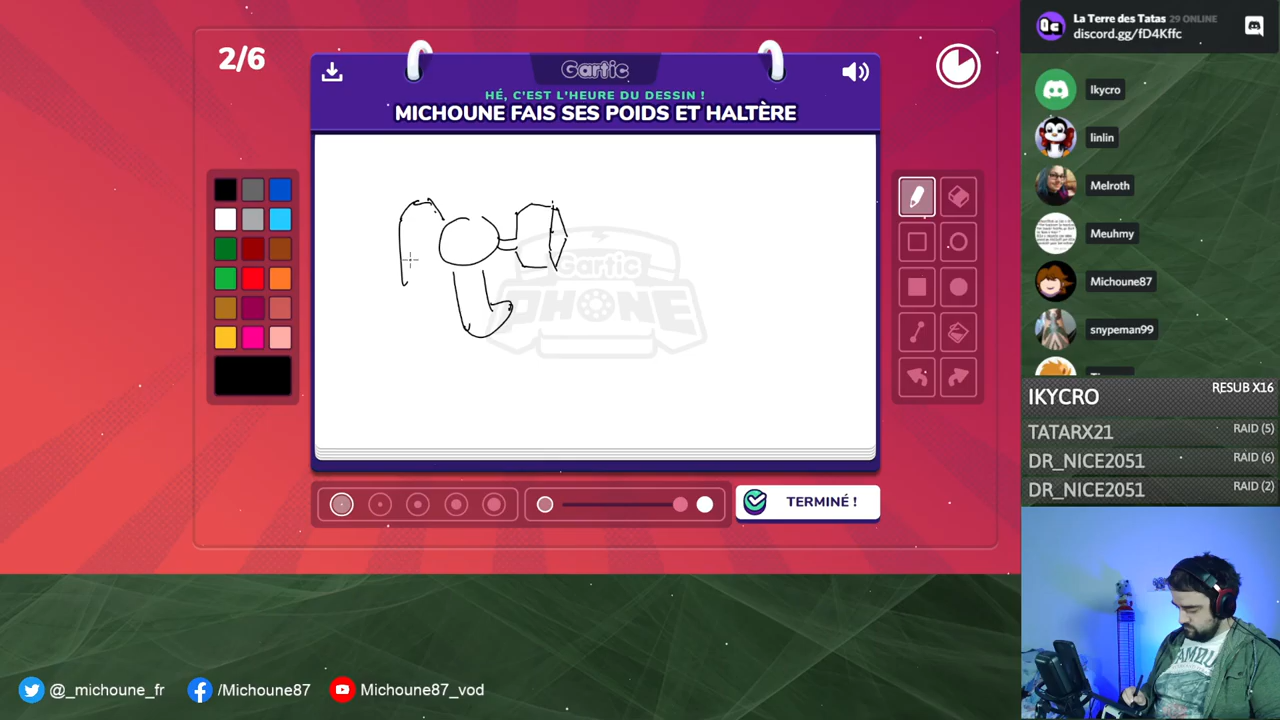 2/6
Gartic
HÉ, C'EST L'HEURE DU DESSIN !
MICHOUNE FAIS SES POIDS ET HALTÈRE
Gartic
PHONE
TERMINÉ !
La Terre des Tatas 29 ONLINE
discord.gg/fD4Kffc
Ikycro
linlin
Melroth
Meuhmy
Michoune87
snypeman99
IKYCRO RESUB X16
TATARX21 RAID (5)
DR_NICE2051 RAID (6)
DR_NICE2051 RAID (2)
@_michoune_fr
/Michoune87
Michoune87_vod